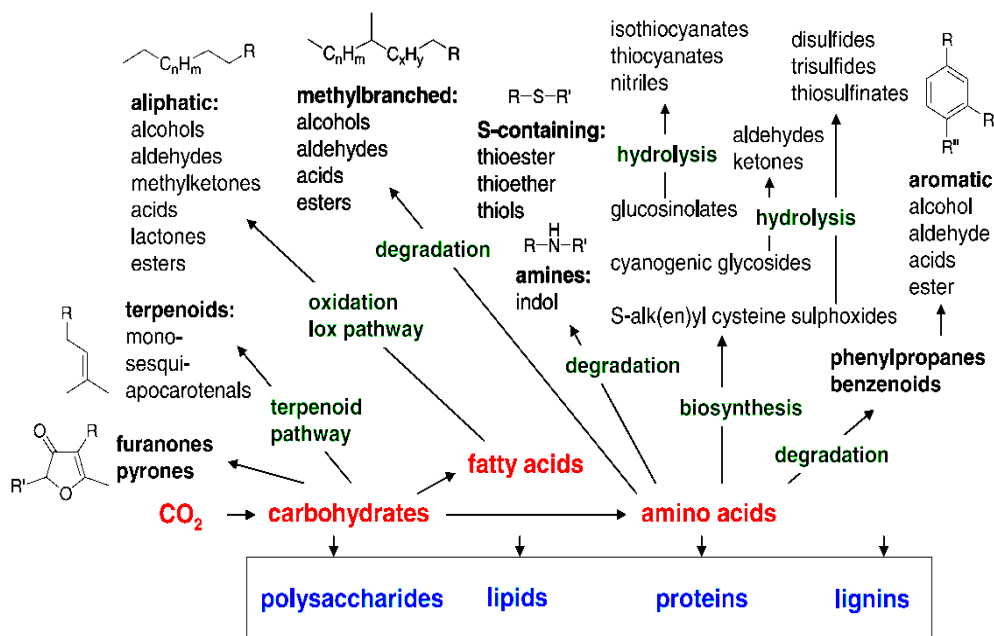 C_nH_m
R
aliphatic:
alcohols
aldehydes
methylketones
acids
lactones
esters
C_nH_m
C_xH_y
R
methylbranched:
alcohols
aldehydes
acids
esters
R–S–R'
S-containing:
thioester
thioether
thiols
H
R–N–R'
amines:
indol
isothiocyanates
thiocyanates
nitriles
hydrolysis
glucosinolates
aldehydes
ketones
hydrolysis
cyanogenic glycosides
disulfides
trisulfides
thiosulfinates
S-alk(en)yl cysteine sulphoxides
R
R
R"
aromatic
alcohol
aldehyde
acids
ester
phenylpropanes
benzenoids
degradation
oxidation
lox pathway
degradation
biosynthesis
degradation
R
terpenoids:
mono-
sesqui-
apocarotenals
terpenoid
pathway
O
R
R'
O
furanones
pyrones
fatty acids
CO₂
carbohydrates
amino acids
polysaccharides
lipids
proteins
lignins